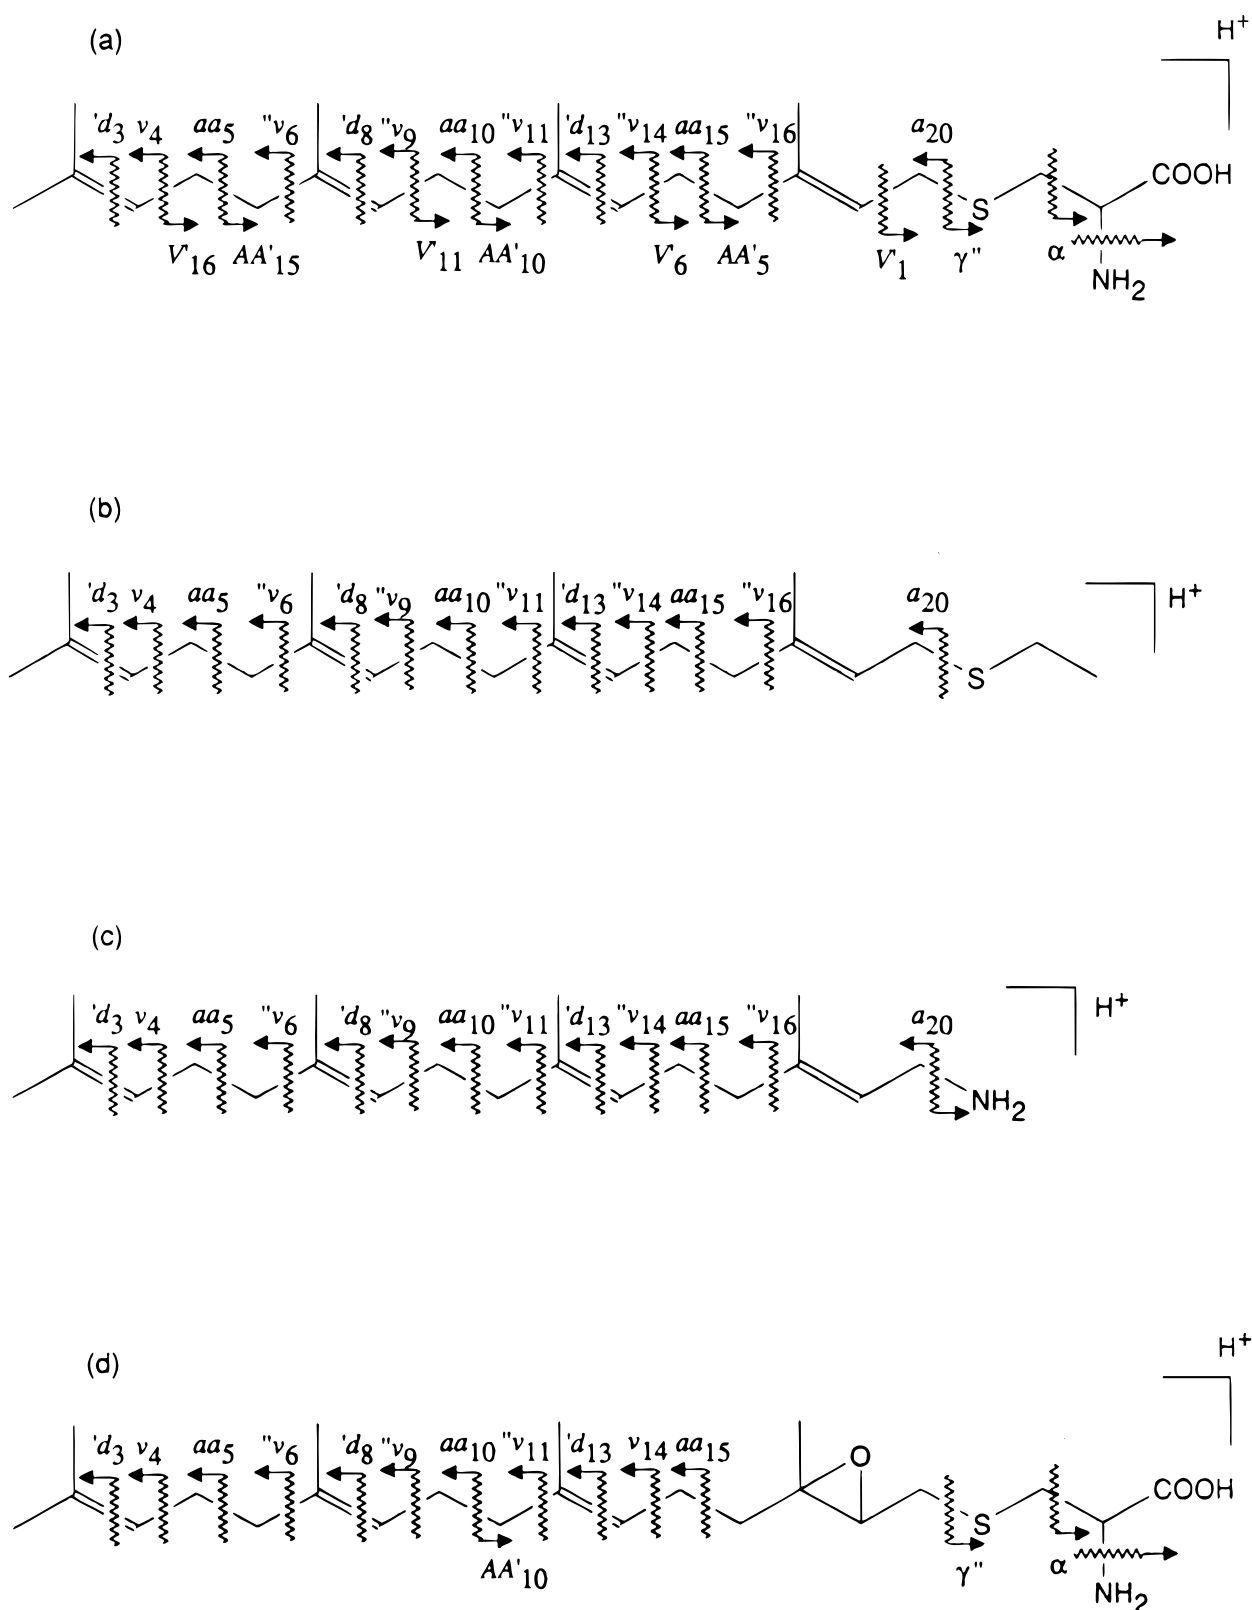 (a)
H+
'd3 v4 aa5 "v6 'd8 "v9 aa10 "v11 'd13 "v14 aa15 "v16 a20
COOH
S
V'16 AA'15 V'11 AA'10 V'6 AA'5 V'1 γ" α
NH2
(b)
'd3 v4 aa5 "v6 'd8 "v9 aa10 "v11 'd13 "v14 aa15 "v16 a20
H+
S
(c)
'd3 v4 aa5 "v6 'd8 "v9 aa10 "v11 'd13 "v14 aa15 "v16 a20
H+
NH2
(d)
H+
'd3 v4 aa5 "v6 'd8 "v9 aa10 "v11 'd13 v14 aa15
O
COOH
S
AA'10 γ" α
NH2